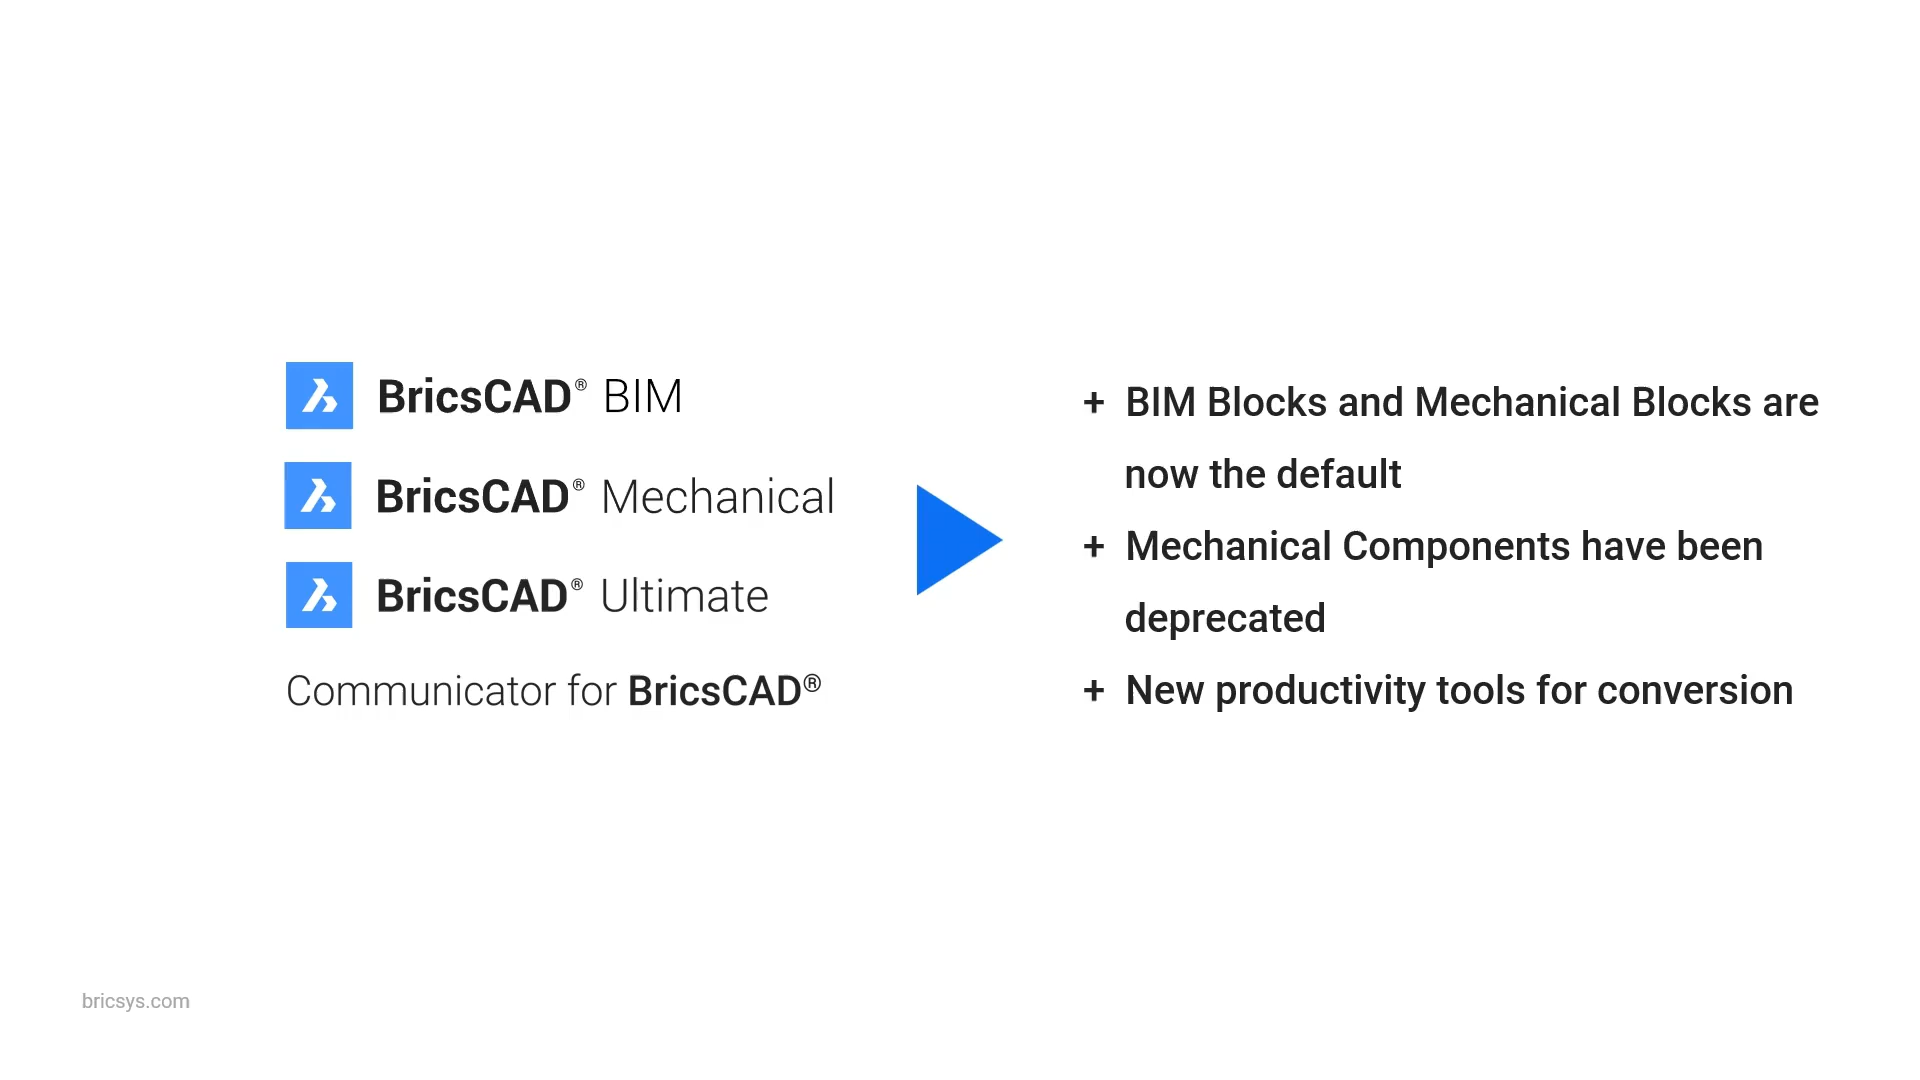 BricsCAD® BIM
BricsCAD® Mechanical
BricsCAD® Ultimate
Communicator for BricsCAD®
+ BIM Blocks and Mechanical Blocks are
now the default
+ Mechanical Components have been
deprecated
+ New productivity tools for conversion
bricsys.com